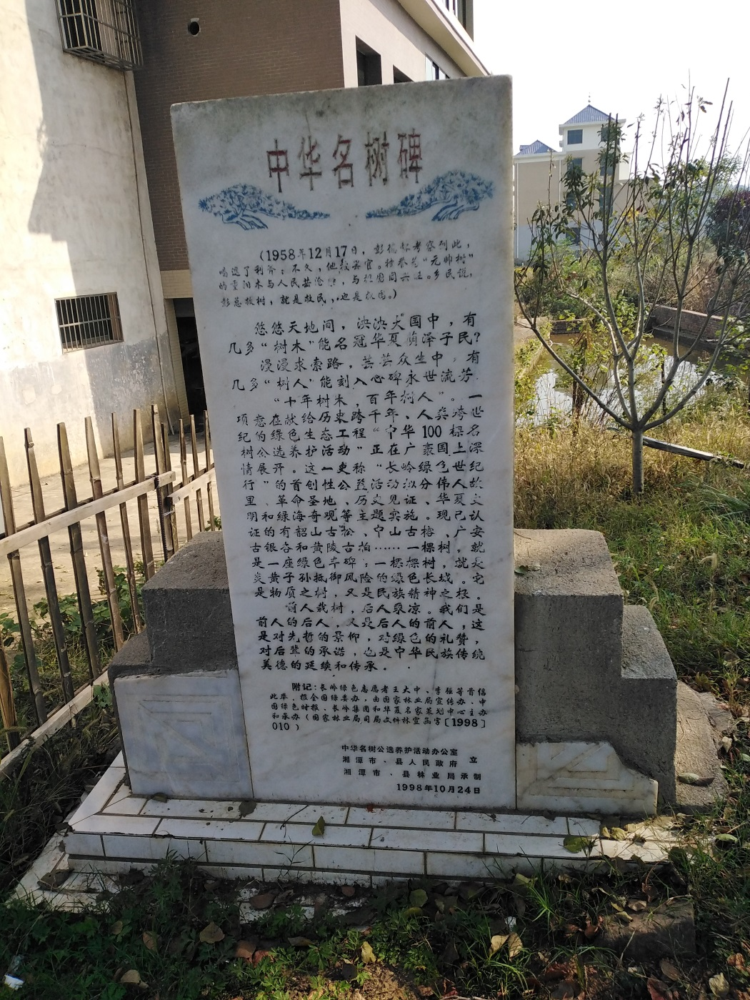 中华名树碑
（1958年12月17日，彭德怀考察到此，
喝退了利斧；不久，他被罢官。
的重阳木与人民共沧桑，与祖国同兴旺。乡民说，
彭总救树，就是救民，也是救国。）
悠悠天地间，泱泱大国中，有
几多“树木”能名冠华夏祯泽子民？
漫漫求索路，芸芸众生中，有
几多“树人”能刻入心碑永世流芳
“十年树木，百年树人”。一
项意在献给历史跨千年、人类跨世
纪的绿色生态工程“中华100棵名
树公选养护活动”正在广袤国土上深
情展开。这一史称“长岭绿色世纪
行”的首创性公益活动拟分伟人故
里、革命圣地、历史见证、华夏文
明和绿海奇观等主题实施。现已认
证的有韶山古松、中山古榕、广安
古银杏和黄陵古柏……一棵树，就
是一座绿色丰碑；一棵棵树，就是
炎黄子孙抵御风险的绿色长城。它
是物质之树，又是民族精神之根。
前人栽树，后人乘凉。我们是
前人的后人，又是后人的前人，这
是对先哲的景仰，对绿色的礼赞，
对后辈的承诺，也是中华民族传统
美德的延续和传承。
附记：长岭绿色志愿者王大中、李强等首倡
此举，报全国绿委办，由国家林业局宣传办、中
国绿色时报、长岭集团和华夏名家策划中心主办
和承办（国家林业局司局文件林宣函字［1998］
010）
中华名树公选养护活动办公室
湘潭市、县人民政府 立
湘潭市、县林业局承制
1998年10月24日